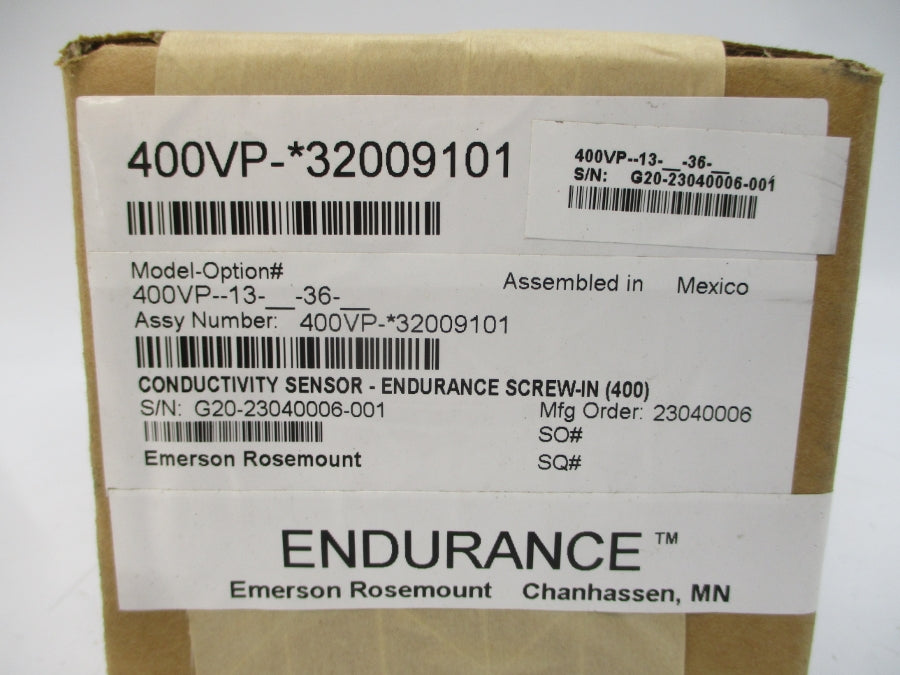 400VP-*32009101
400VP--13-__-36-__
S/N: G20-23040006-001
Model-Option#
400VP--13-__-36-__
Assembled in Mexico
Assy Number: 400VP-*32009101
CONDUCTIVITY SENSOR - ENDURANCE SCREW-IN (400)
S/N: G20-23040006-001
Mfg Order: 23040006
SO#
Emerson Rosemount
SQ#
ENDURANCE™
Emerson Rosemount Chanhassen, MN